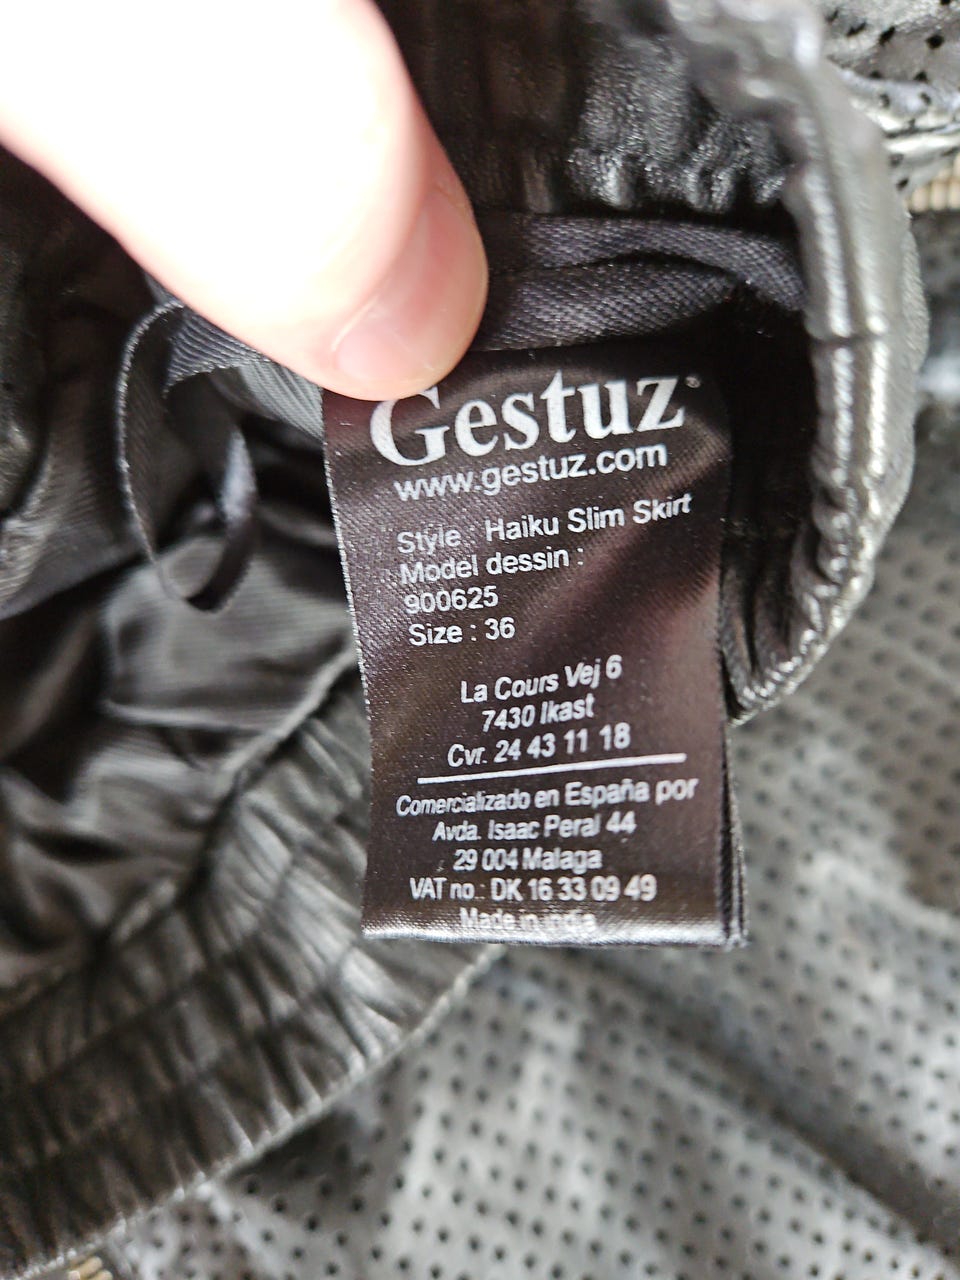 Gestuz
www.gestuz.com
Style : Haiku Slim Skirt
Model dessin :
900625
Size : 36
La Cours Vej 6
7430 Ikast
Cvr. 24 43 11 18
Comercializado en España por
Avda. Isaac Peral 44
29 004 Malaga
VAT no.: DK 16 33 09 49
Made in india